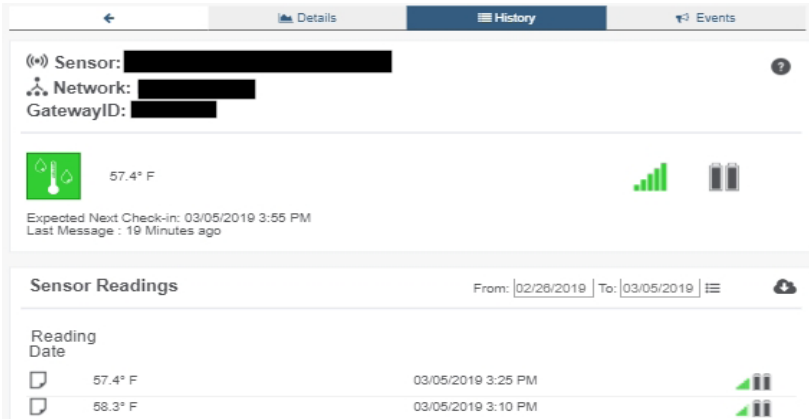 Details
History
Events
Sensor:
Network:
GatewayID:
57.4° F
Expected Next Check-in: 03/05/2019 3:55 PM
Last Message : 19 Minutes ago
Sensor Readings
From: 02/26/2019 To: 03/05/2019
Reading
Date
57.4° F 03/05/2019 3:25 PM
58.3° F 03/05/2019 3:10 PM